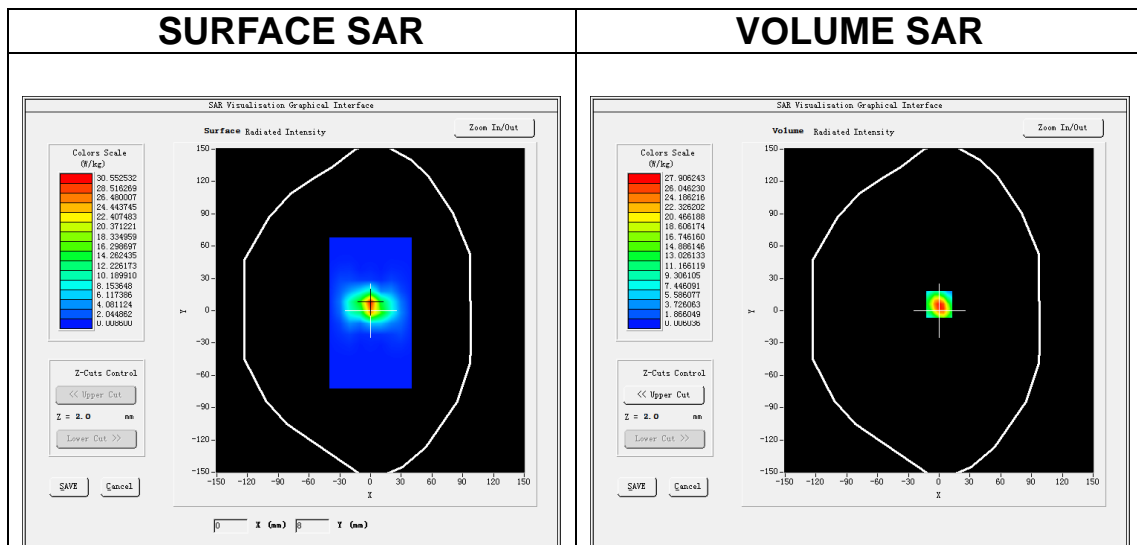 SURFACE SAR
SAR Visualisation Graphical Interface
Surface Radiated Intensity
Zoom In/Out
Colors Scale
(W/kg)
30.552532
28.516269
26.480007
24.443745
22.407483
20.371221
18.334959
16.298697
14.262435
12.226173
10.189910
8.153648
6.117386
4.081124
2.044862
0.008600
Z-Cuts Control
<< Upper Cut
Z = 2.0 mm
Lower Cut >>
SAVE Cancel
150
120
90
60
30
0
-30
-60
-90
-120
-150
Y
-150 -120 -90 -60 -30 0 30 60 90 120 150
X
0 X (mm) 8 Y (mm)
VOLUME SAR
SAR Visualisation Graphical Interface
Volume Radiated Intensity
Zoom In/Out
Colors Scale
(W/kg)
27.906243
26.046230
24.186216
22.326202
20.466188
18.606174
16.746160
14.886146
13.026133
11.166119
9.306105
7.446091
5.586077
3.726063
1.866049
0.006036
Z-Cuts Control
<< Upper Cut
Z = 2.0 mm
Lower Cut >>
SAVE Cancel
150
120
90
60
30
0
-30
-60
-90
-120
-150
Y
-150 -120 -90 -60 -30 0 30 60 90 120 150
X